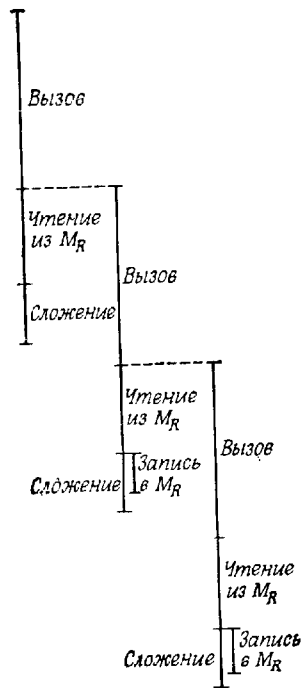 Вызов
Чтение
из M_R
Вызов
Сложение
Чтение
из M_R
Вызов
Запись
в M_R
Сложение
Чтение
из M_R
Запись
в M_R
Сложение